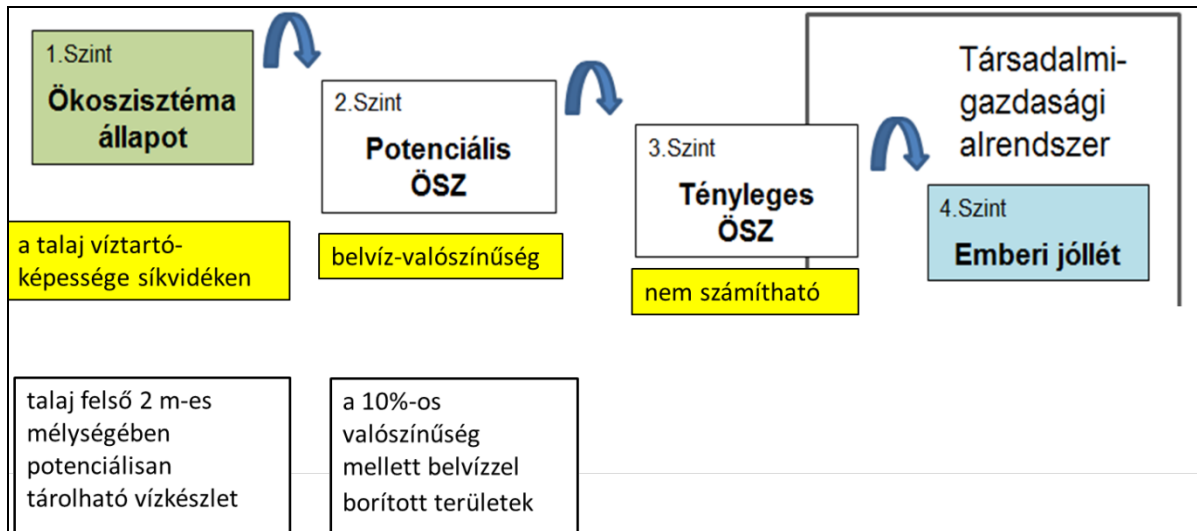 1.Szint
Ökoszisztéma
állapot
2.Szint
Potenciális
ÖSZ
3.Szint
Tényleges
ÖSZ
Társadalmi-
gazdasági
alrendszer
4.Szint
Emberi jóllét
a talaj víztartó-
képessége síkvidéken
belvíz-valószínűség
nem számítható
talaj felső 2 m-es
mélységében
potenciálisan
tárolható vízkészlet
a 10%-os
valószínűség
mellett belvízzel
borított területek